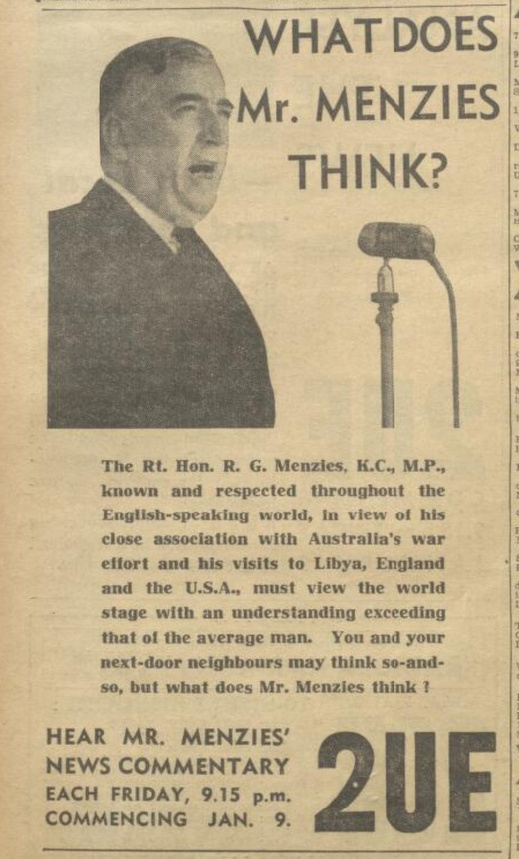 WHAT DOES
Mr. MENZIES
THINK?
The Rt. Hon. R. G. Menzies, K.C., M.P.,
known and respected throughout the
English-speaking world, in view of his
close association with Australia's war
effort and his visits to Libya, England
and the U.S.A., must view the world
stage with an understanding exceeding
that of the average man. You and your
next-door neighbours may think so-and-
so, but what does Mr. Menzies think ?
HEAR MR. MENZIES'
NEWS COMMENTARY
EACH FRIDAY, 9.15 p.m.
COMMENCING JAN. 9.
2UE